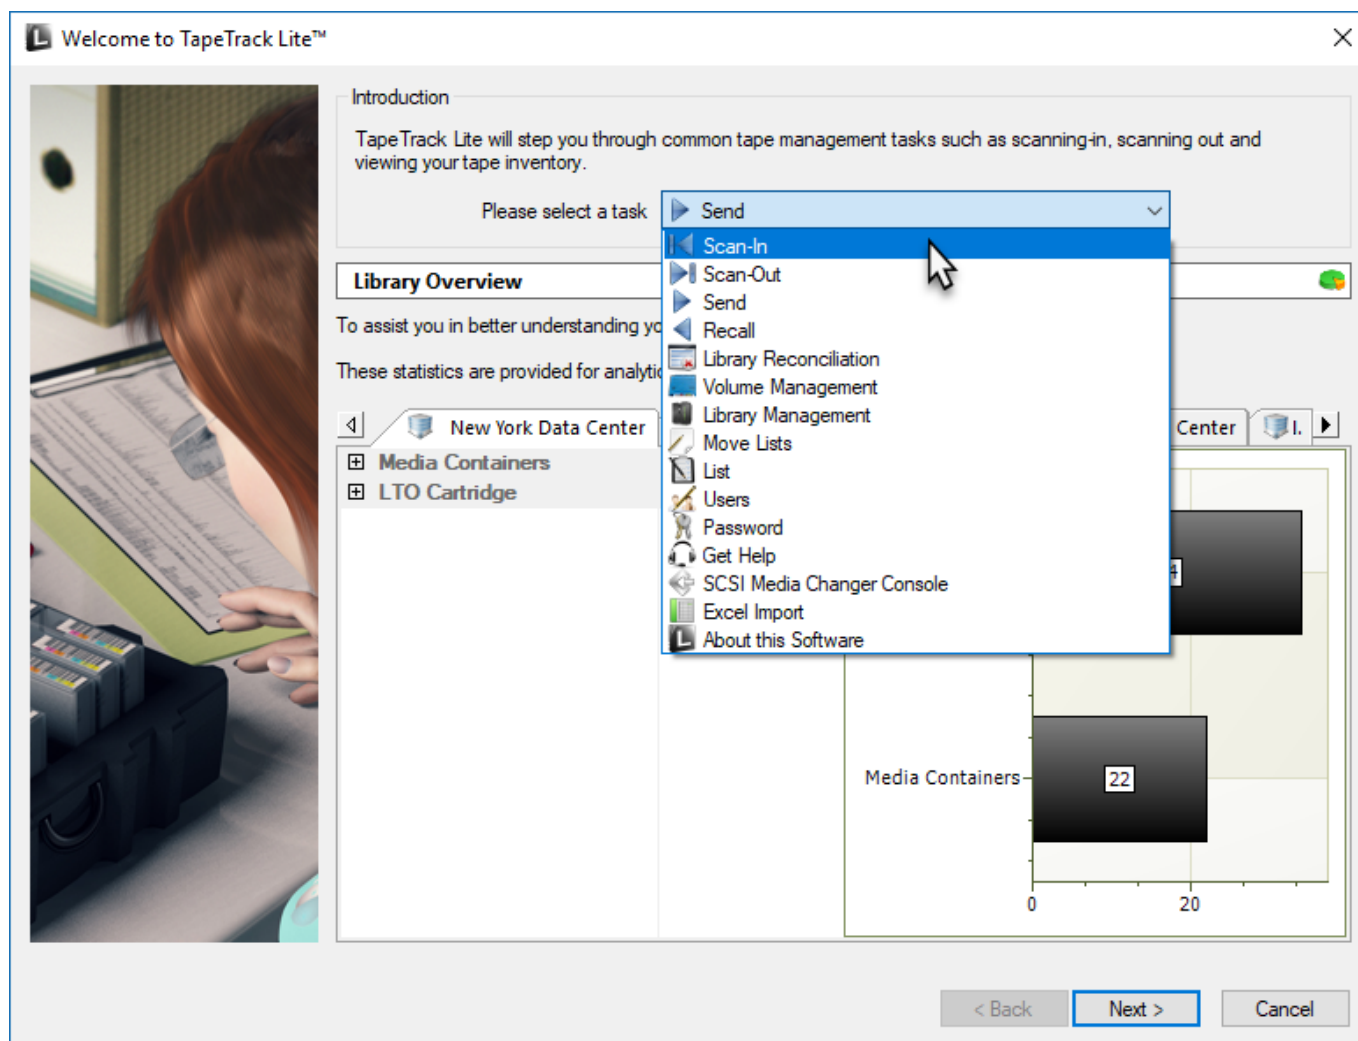 Welcome to TapeTrack Lite™
Introduction
TapeTrack Lite will step you through common tape management tasks such as scanning-in, scanning out and
viewing your tape inventory.
Please select a task
Send
Scan-In
Scan-Out
Send
Recall
Library Reconciliation
Volume Management
Library Management
Move Lists
List
Users
Password
Get Help
SCSI Media Changer Console
Excel Import
About this Software
Library Overview
To assist you in better understanding
These statistics are provided for
New York Data Center
Center
I.
Media Containers
LTO Cartridge
4
Media Containers
22
0
20
< Back
Next >
Cancel